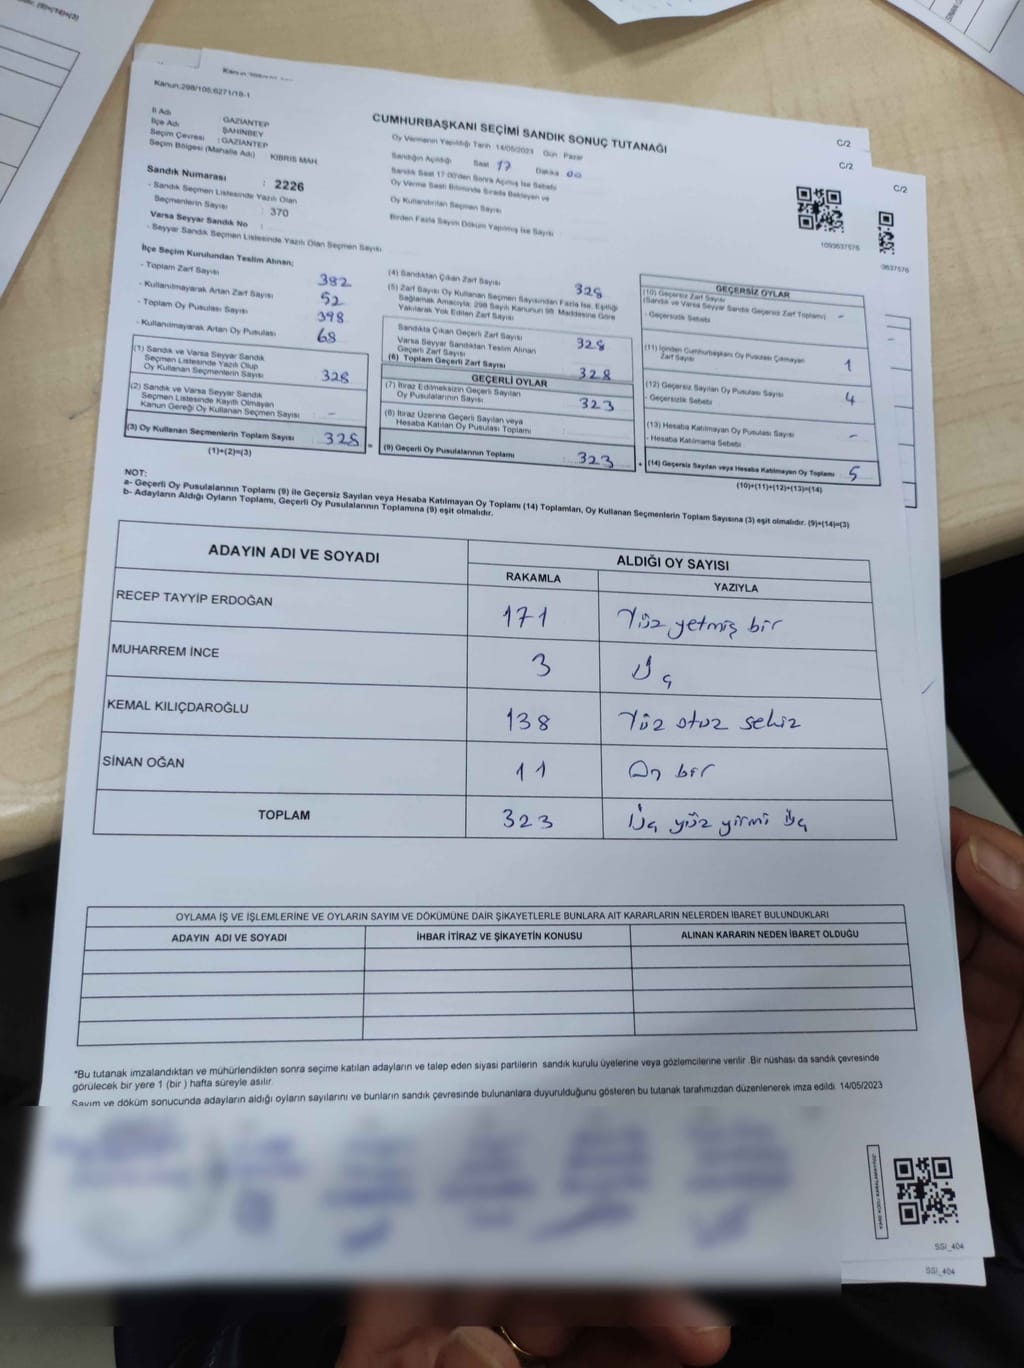 Kanun.298/105.6271/18-1
İl Adı : GAZİANTEP
İlçe Adı : ŞAHİNBEY
Seçim Çevresi : GAZİANTEP
Seçim Bölgesi (Mahalle Adı) KIBRIS MAH.
Sandık Numarası : 2226
- Sandık Seçmen Listesinde Yazılı Olan
Seçmenlerin Sayısı : 370
Varsa Seyyar Sandık No :
- Seyyar Sandık Seçmen Listesinde Yazılı Olan Seçmen Sayısı
CUMHURBAŞKANI SEÇİMİ SANDIK SONUÇ TUTANAĞI
Oy Vermenin Yapıldığı Tarih 14/05/2023 Gün Pazar
Sandığın Açıldığı Saat 17 Dakika 00
Sandık Saat 17.00'den Sonra Açılmış İse Sebebi
Oy Verme Saati Bitiminde Sırada Bekleyen ve
Oy Kullandırılan Seçmen Sayısı
Birden Fazla Sayım Döküm Yapılmış İse Sayısı
C/2
C/2
C/2
1093637576
9637576
İlçe Seçim Kurulundan Teslim Alınan;
- Toplam Zarf Sayısı 382
- Kullanılmayarak Artan Zarf Sayısı 52
- Toplam Oy Pusulası Sayısı 398
- Kullanılmayarak Artan Oy Pusulası 68
(1) Sandık ve Varsa Seyyar Sandık
Seçmen Listesinde Yazılı Olup
Oy Kullanan Seçmenlerin Sayısı 328
(2) Sandık ve Varsa Seyyar Sandık
Seçmen Listesinde Kayıtlı Olmayan
Kanun Gereği Oy Kullanan Seçmen Sayısı : -
(3) Oy Kullanan Seçmenlerin Toplam Sayısı 328
(1)+(2)=(3)
(4) Sandıktan Çıkan Zarf Sayısı 328
(5) Zarf Sayısı Oy Kullanan Seçmen Sayısından Fazla İse, Eşitliği
Sağlamak Amacıyla, 298 Sayılı Kanunun 98. Maddesine Göre
Yakılarak Yok Edilen Zarf Sayısı
Sandıkta Çıkan Geçerli Zarf Sayısı 328
Varsa Seyyar Sandıktan Teslim Alınan
Geçerli Zarf Sayısı
(6) Toplam Geçerli Zarf Sayısı 328
GEÇERLİ OYLAR
(7) İtiraz Edilmeksizin Geçerli Sayılan
Oy Pusulalarının Sayısı 323
(8) İtiraz Üzerine Geçerli Sayılan veya
Hesaba Katılan Oy Pusulası Toplamı
(9) Geçerli Oy Pusulalarının Toplamı 323
=
+
GEÇERSİZ OYLAR
(10) Geçersiz Zarf Sayısı
(Sandık ve Varsa Seyyar Sandık Geçersiz Zarf Toplamı) -
- Geçersizlik Sebebi
(11) İçinden Cumhurbaşkanı Oy Pusulası Çıkmayan
Zarf Sayısı 1
(12) Geçersiz Sayılan Oy Pusulası Sayısı 4
- Geçersizlik Sebebi
(13) Hesaba Katılmayan Oy Pusulası Sayısı -
- Hesaba Katılmama Sebebi
(14) Geçersiz Sayılan veya Hesaba Katılmayan Oy Toplamı 5
(10)+(11)+(12)+(13)=(14)
NOT:
a- Geçerli Oy Pusulalarının Toplamı (9) ile Geçersiz Sayılan veya Hesaba Katılmayan Oy Toplamı (14) Toplamları, Oy Kullanan Seçmenlerin Toplam Sayısına (3) eşit olmalıdır. (9)+(14)=(3)
b- Adayların Aldığı Oyların Toplamı, Geçerli Oy Pusulalarının Toplamına (9) eşit olmalıdır.
ADAYIN ADI VE SOYADI ALDIĞI OY SAYISI
RAKAMLA YAZIYLA
RECEP TAYYİP ERDOĞAN 171 Yüz yetmiş bir
MUHARREM İNCE 3 Üç
KEMAL KILIÇDAROĞLU 138 Yüz otuz sekiz
SİNAN OĞAN 11 On bir
TOPLAM 323 Üç yüz yirmi üç
OYLAMA İŞ VE İŞLEMLERİNE VE OYLARIN SAYIM VE DÖKÜMÜNE DAİR ŞİKAYETLERLE BUNLARA AİT KARARLARIN NELERDEN İBARET BULUNDUKLARI
ADAYIN ADI VE SOYADI İHBAR İTİRAZ VE ŞİKAYETİN KONUSU ALINAN KARARIN NEDEN İBARET OLDUĞU
*Bu tutanak imzalandıktan ve mühürlendikten sonra seçime katılan adayların ve talep eden siyasi partilerin sandık kurulu üyelerine veya gözlemcilerine verilir. Bir nüshası da sandık çevresinde
görülecek bir yere 1 (bir) hafta süreyle asılır.
Sayım ve döküm sonucunda adayların aldığı oyların sayılarını ve bunların sandık çevresinde bulunanlara duyurulduğunu gösteren bu tutanak tarafımızdan düzenlenerek imza edildi. 14/05/2023
SSİ_404
SSİ_404